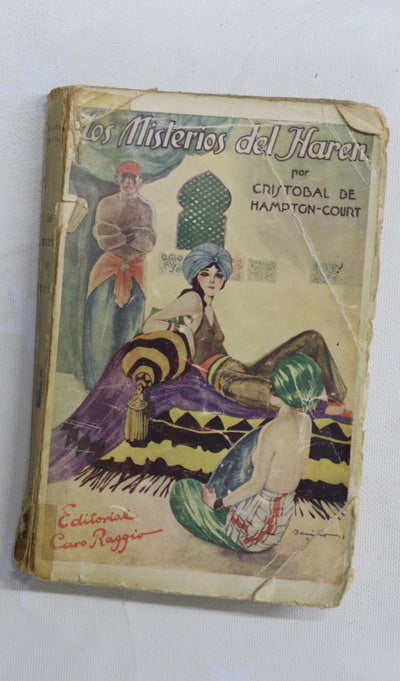 Los Misterios del Haren
por
CRISTOBAL DE
HAMPTON-COURT
Editorial
Caro Raggio